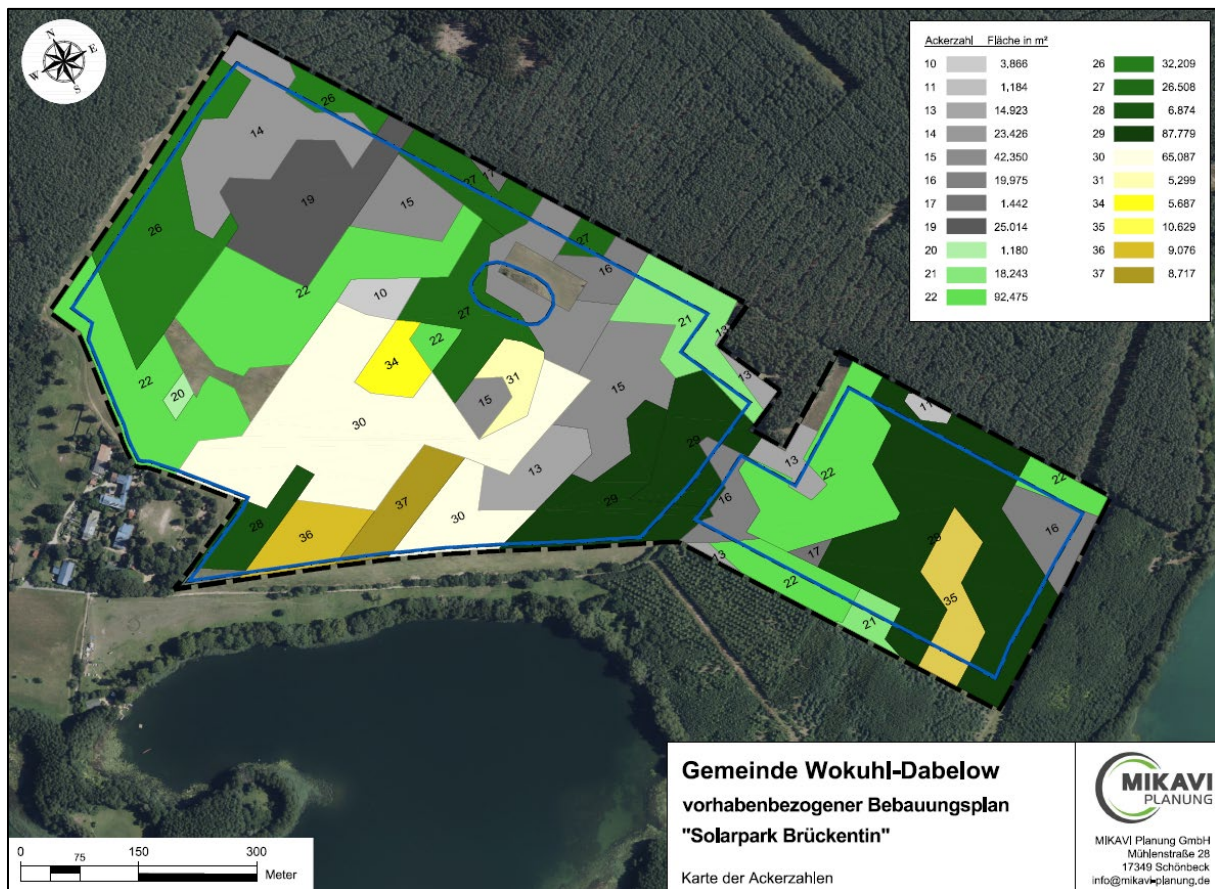 N
E
S
W
Ackerzahl Fläche in m²
10 3,866 26 32,209
11 1,184 27 26.508
13 14.923 28 6.874
14 23.426 29 87.779
15 42,350 30 65,087
16 19,975 31 5,299
17 1.442 34 5.687
19 25.014 35 10.629
20 1.180 36 9,076
21 18,243 37 8,717
22 92,475
26
14
19
15
27
17
26
27
16
22
10
27
21
13
22
34
31
13
22
20
15
15
11
30
29
13
22
22
13
16
16
37
29
28
36
30
17
13
22
35
21
0 75 150 300
Meter
Gemeinde Wokuhl-Dabelow
vorhabenbezogener Bebauungsplan
"Solarpark Brückentin"
Karte der Ackerzahlen
MIKAVI
PLANUNG
MIKAVI Planung GmbH
Mühlenstraße 28
17349 Schönbeck
info@mikavi-planung.de